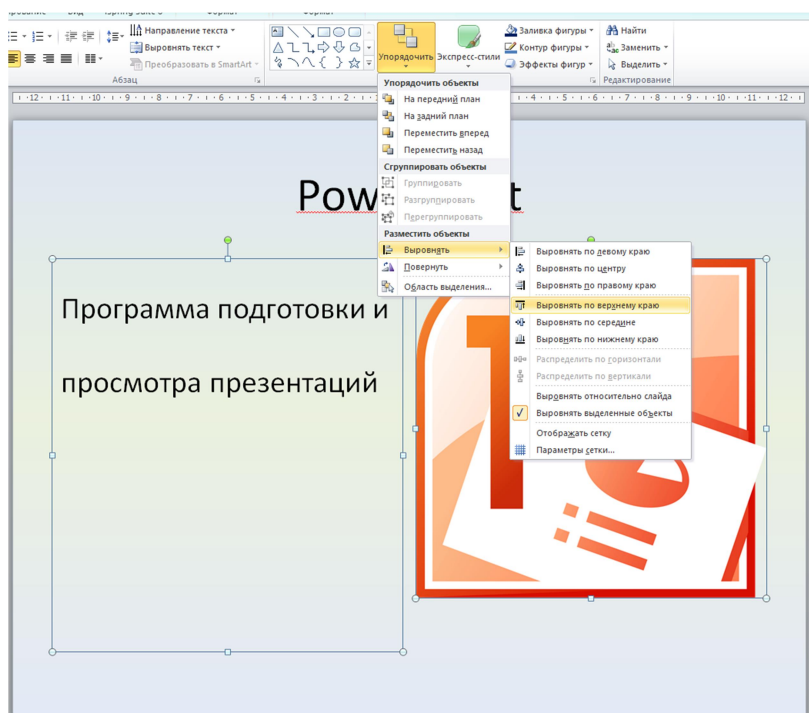 Направление текста
Выровнять текст
Преобразовать в SmartArt
Абзац
Упорядочить
Экспресс-стили
Заливка фигуры
Контур фигуры
Эффекты фигур
Найти
Заменить
Выделить
Редактирование
Упорядочить объекты
На передний план
На задний план
Переместить вперед
Переместить назад
Сгруппировать объекты
Группировать
Разгруппировать
Перегруппировать
Разместить объекты
Выровнять
Повернуть
Область выделения...
Выровнять по левому краю
Выровнять по центру
Выровнять по правому краю
Выровнять по верхнему краю
Выровнять по середине
Выровнять по нижнему краю
Распределить по горизонтали
Распределить по вертикали
Выровнять относительно слайда
Выровнять выделенные объекты
Отображать сетку
Параметры сетки...
Программа подготовки и
просмотра презентаций